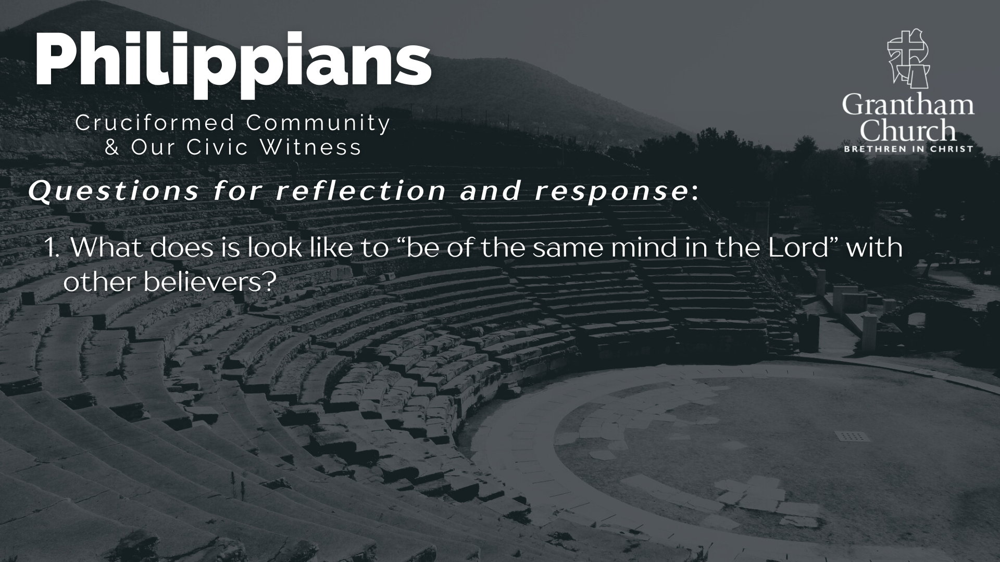 Philippians
Cruciformed Community
& Our Civic Witness
Grantham
Church
BRETHREN IN CHRIST
Questions for reflection and response:
1. What does is look like to “be of the same mind in the Lord” with
other believers?